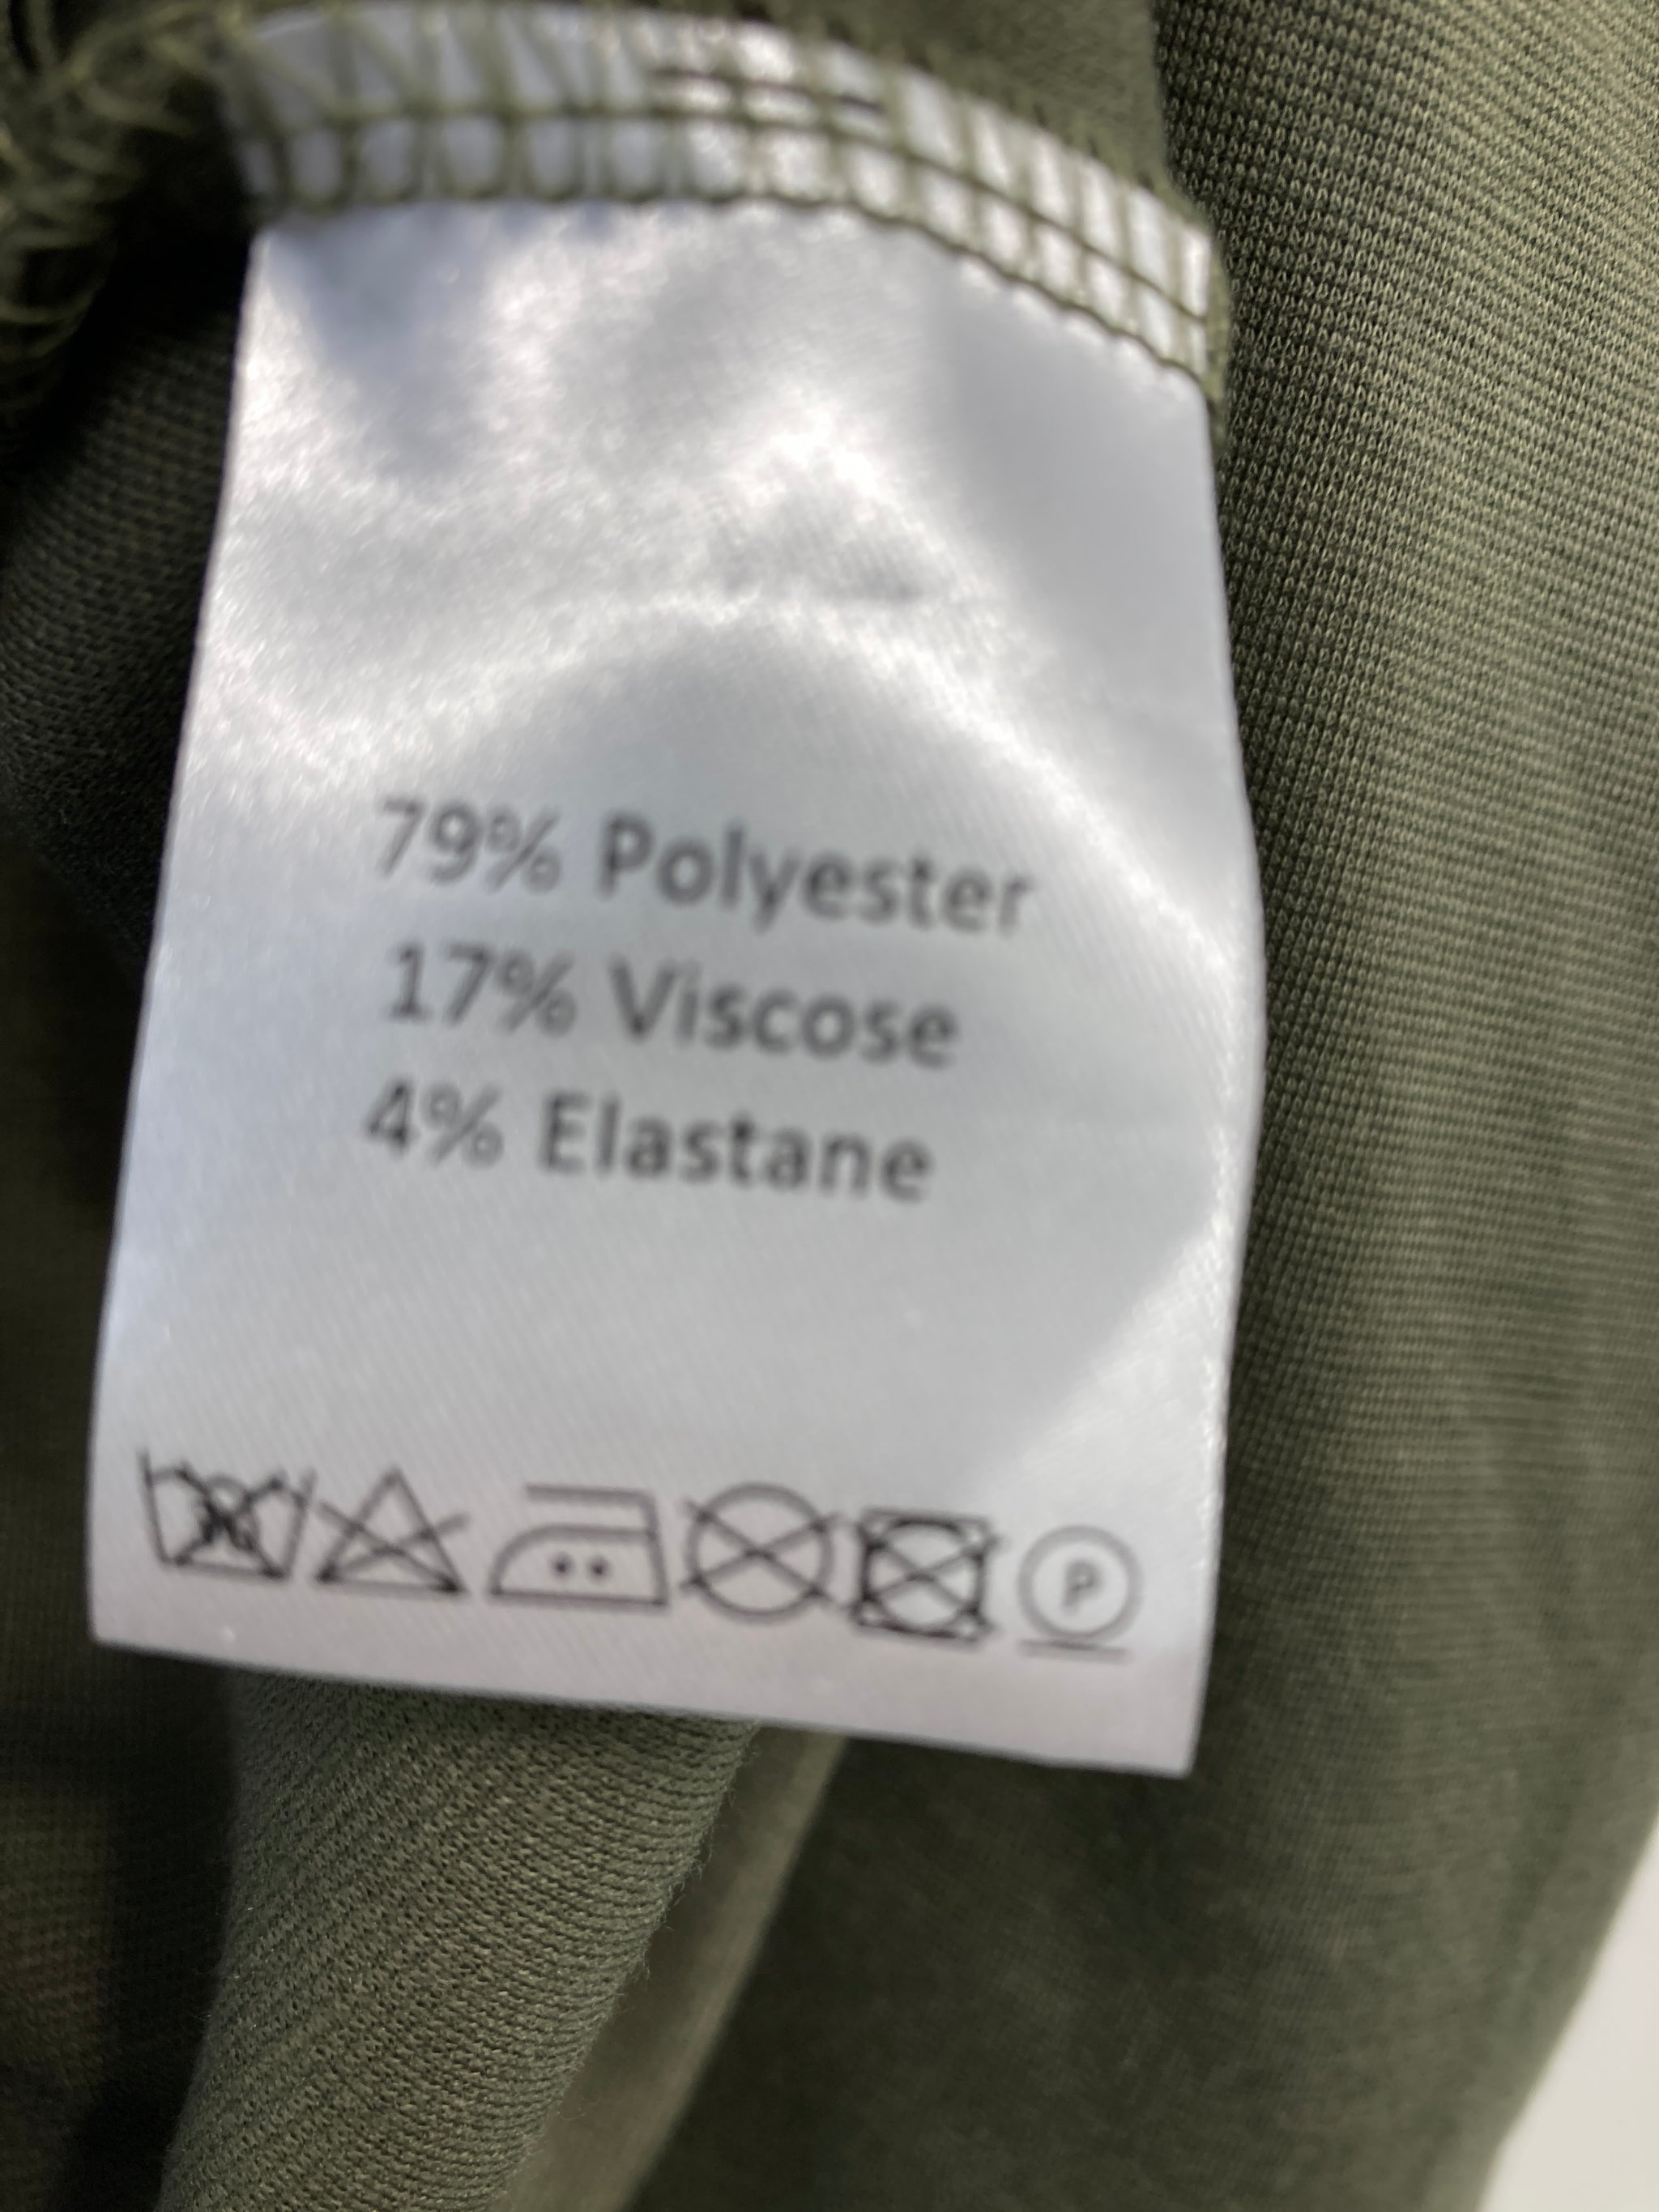 79% Polyester
17% Viscose
4% Elastane
P